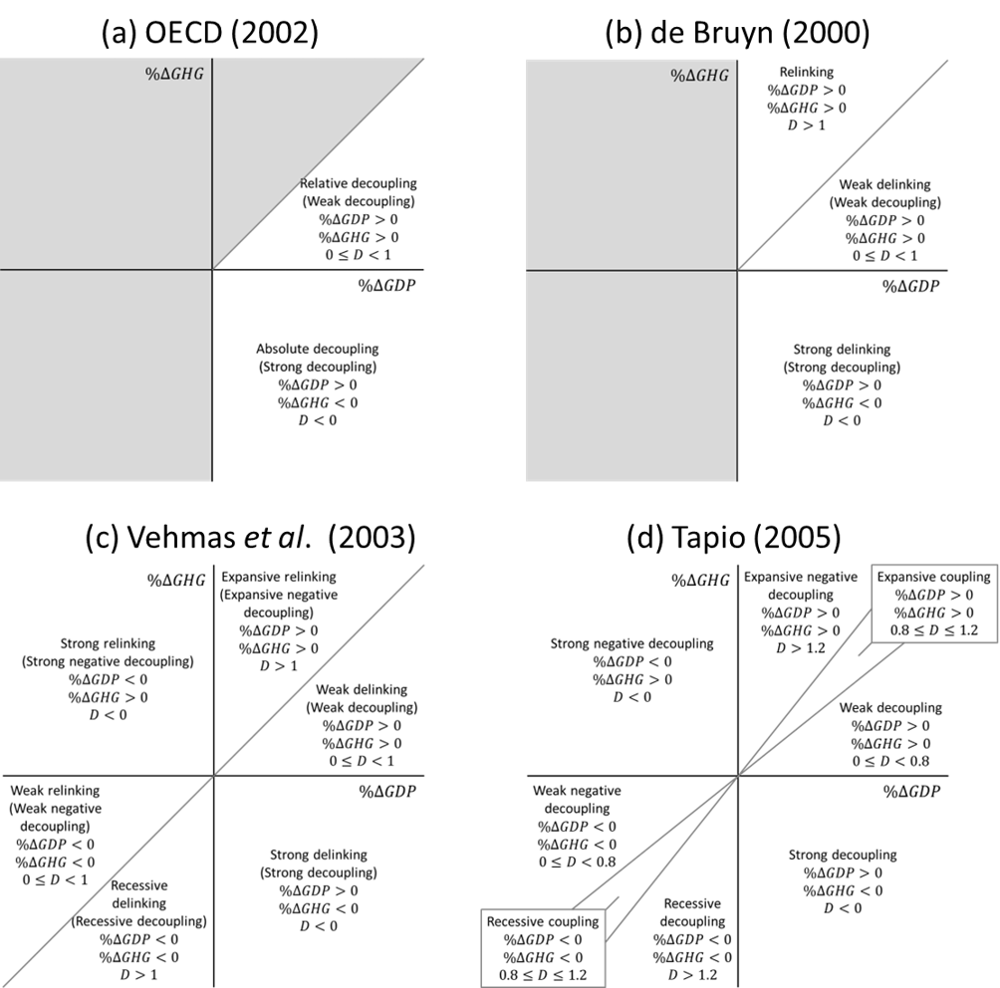 (a) OECD (2002)
%ΔGHG
Relative decoupling
(Weak decoupling)
%ΔGDP > 0
%ΔGHG > 0
0 ≤ D < 1
%ΔGDP
Absolute decoupling
(Strong decoupling)
%ΔGDP > 0
%ΔGHG < 0
D < 0
(b) de Bruyn (2000)
%ΔGHG
Relinking
%ΔGDP > 0
%ΔGHG > 0
D > 1
Weak delinking
(Weak decoupling)
%ΔGDP > 0
%ΔGHG > 0
0 ≤ D < 1
%ΔGDP
Strong delinking
(Strong decoupling)
%ΔGDP > 0
%ΔGHG < 0
D < 0
(c) Vehmas et al. (2003)
%ΔGHG
Expansive relinking
(Expansive negative
decoupling)
%ΔGDP > 0
%ΔGHG > 0
D > 1
Strong relinking
(Strong negative decoupling)
%ΔGDP < 0
%ΔGHG > 0
D < 0
Weak delinking
(Weak decoupling)
%ΔGDP > 0
%ΔGHG > 0
0 ≤ D < 1
%ΔGDP
Weak relinking
(Weak negative
decoupling)
%ΔGDP < 0
%ΔGHG < 0
0 ≤ D < 1
Recessive
delinking
(Recessive decoupling)
%ΔGDP < 0
%ΔGHG < 0
D > 1
Strong delinking
(Strong decoupling)
%ΔGDP > 0
%ΔGHG < 0
D < 0
(d) Tapio (2005)
%ΔGHG
Expansive negative
decoupling
%ΔGDP > 0
%ΔGHG > 0
D > 1.2
Expansive coupling
%ΔGDP > 0
%ΔGHG > 0
0.8 ≤ D ≤ 1.2
Strong negative decoupling
%ΔGDP < 0
%ΔGHG > 0
D < 0
Weak decoupling
%ΔGDP > 0
%ΔGHG > 0
0 ≤ D < 0.8
%ΔGDP
Weak negative
decoupling
%ΔGDP < 0
%ΔGHG < 0
0 ≤ D < 0.8
Strong decoupling
%ΔGDP > 0
%ΔGHG < 0
D < 0
Recessive coupling
%ΔGDP < 0
%ΔGHG < 0
0.8 ≤ D ≤ 1.2
Recessive
decoupling
%ΔGDP < 0
%ΔGHG < 0
D > 1.2